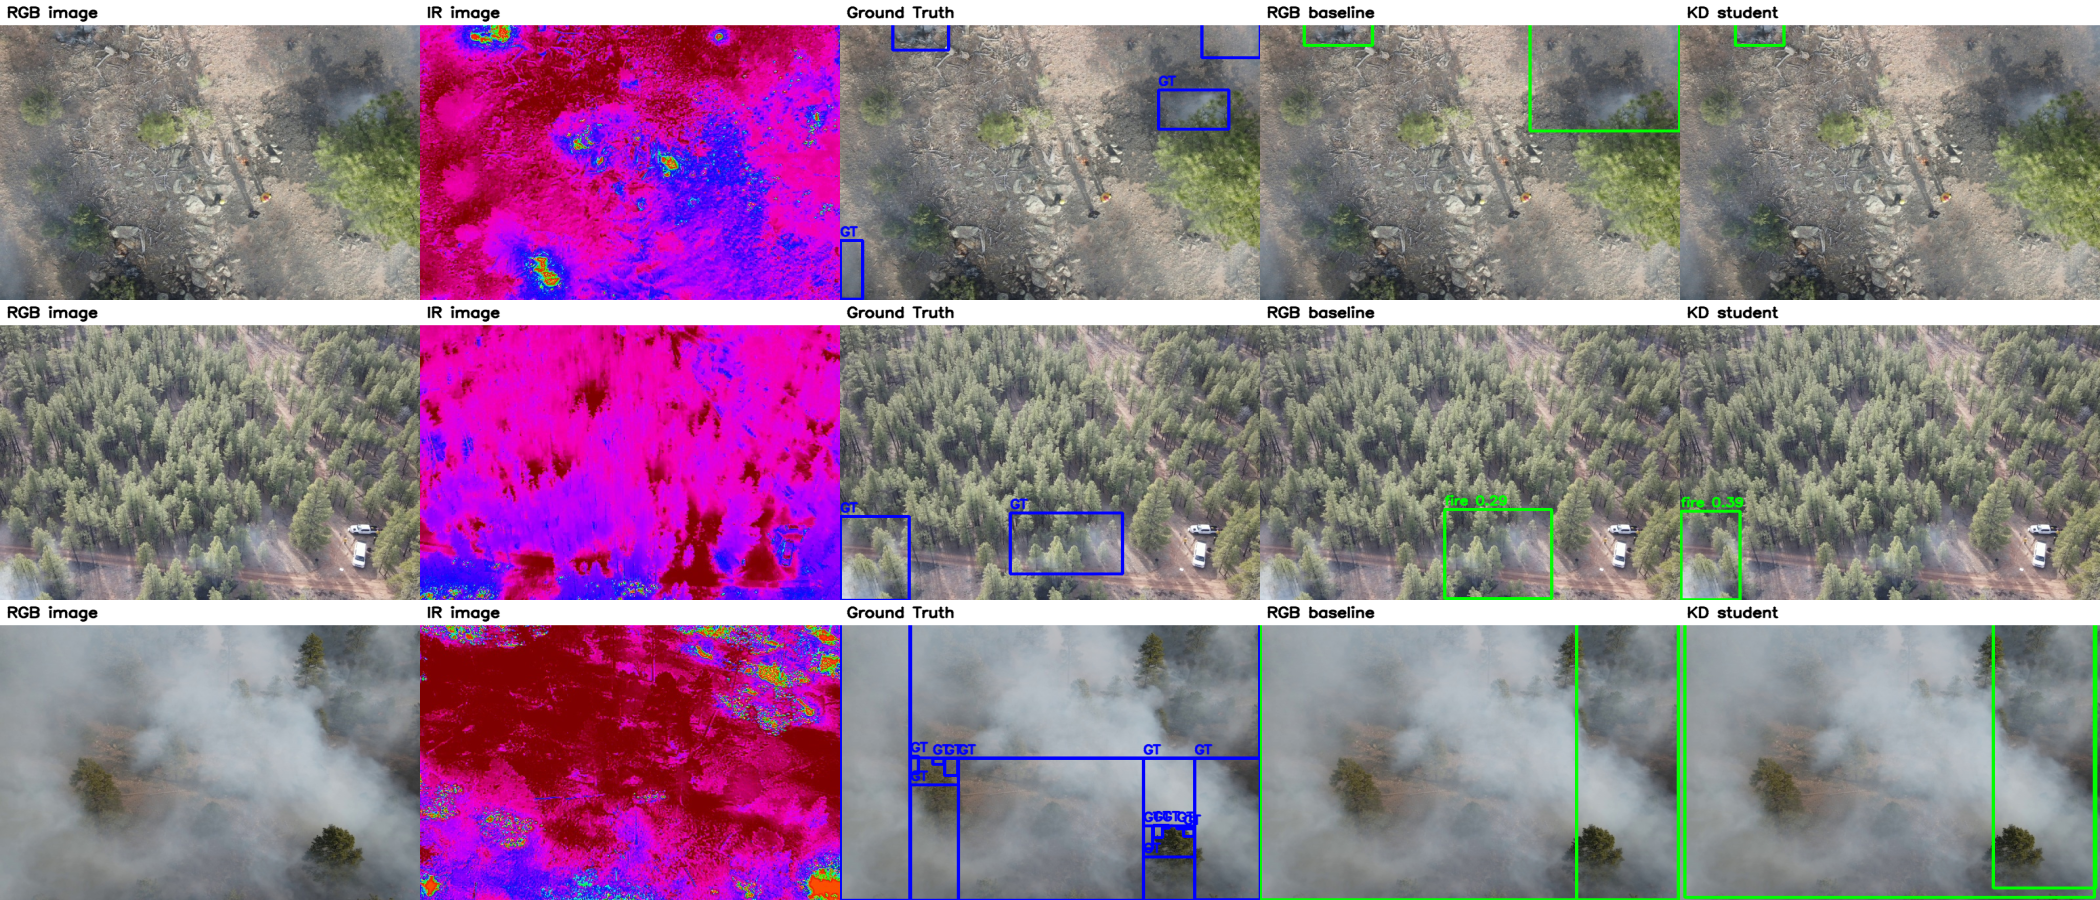 RGB image
IR image
Ground Truth
RGB baseline
KD student
GT
GT
RGB image
IR image
Ground Truth
RGB baseline
KD student
GT
GT
fire 0.29
fire 0.39
RGB image
IR image
Ground Truth
RGB baseline
KD student
GT
GT
GT
GT
GT
GT